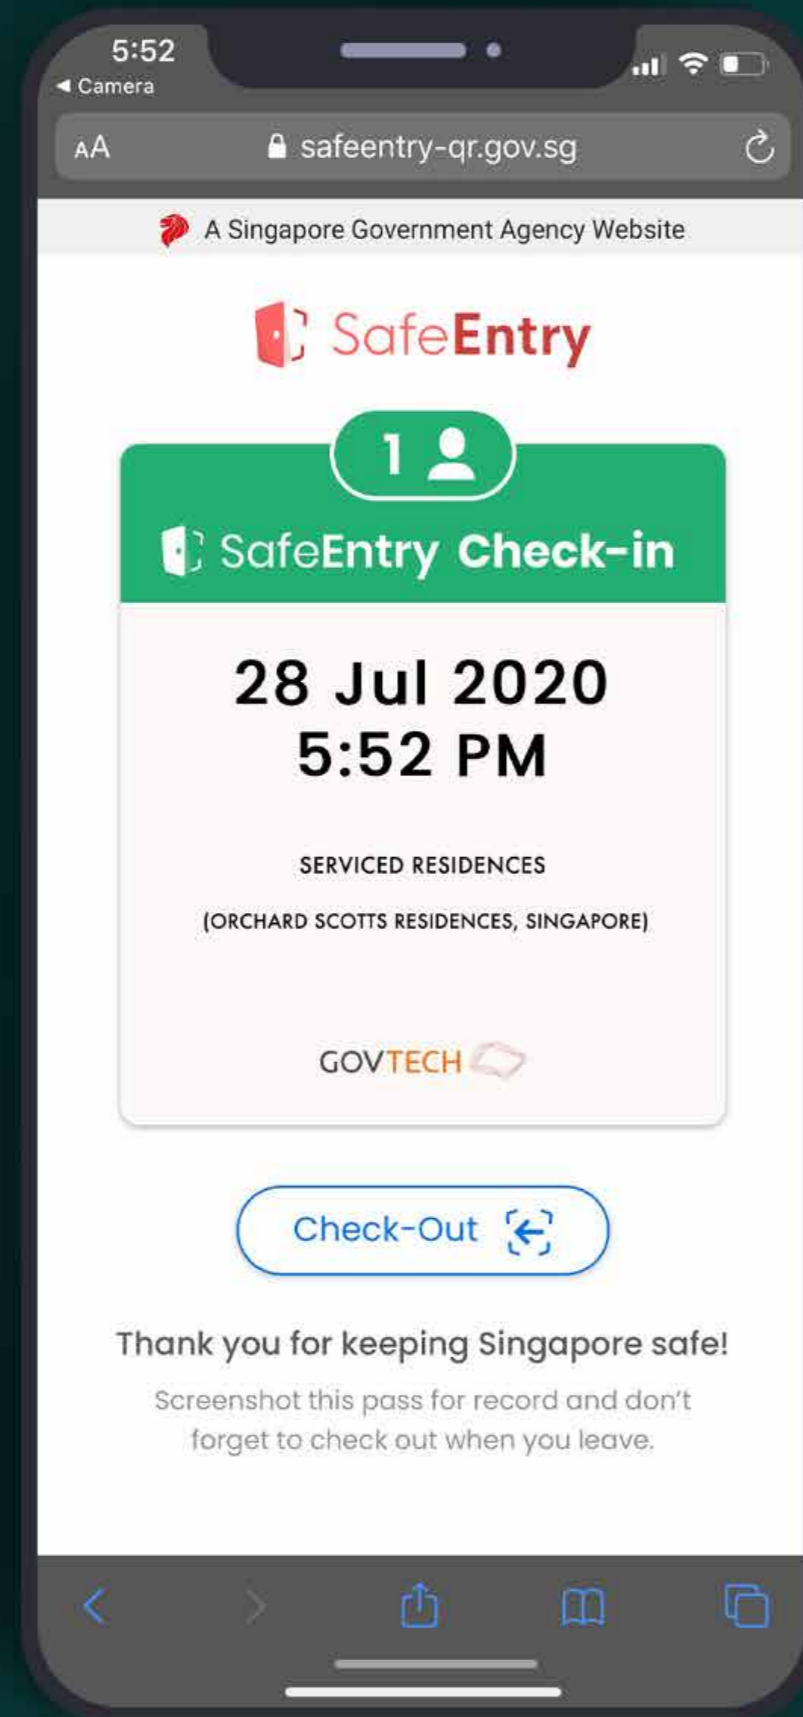 5:52
◀ Camera
AA safeentry-qr.gov.sg
A Singapore Government Agency Website
SafeEntry
1
SafeEntry Check-in
28 Jul 2020
5:52 PM
SERVICED RESIDENCES
(ORCHARD SCOTTS RESIDENCES, SINGAPORE)
GOVTECH
Check-Out
Thank you for keeping Singapore safe!
Screenshot this pass for record and don't
forget to check out when you leave.